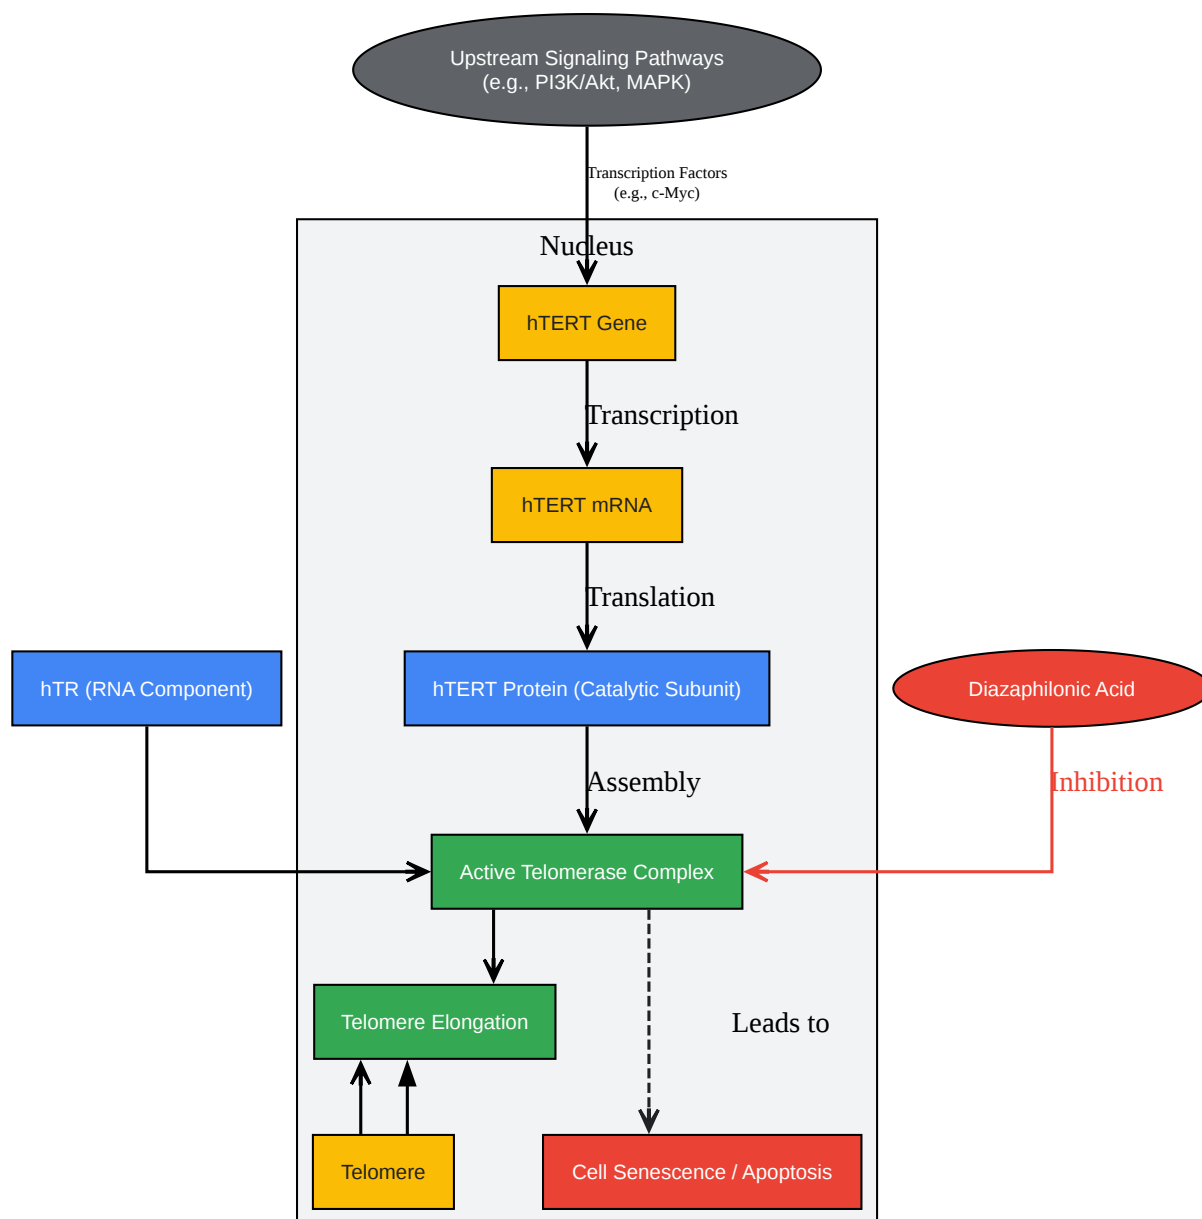 Upstream Signaling Pathways
(e.g., PI3K/Akt, MAPK)
Transcription Factors
(e.g., c-Myc)
Nucleus
hTERT Gene
Transcription
hTERT mRNA
Translation
hTR (RNA Component)
hTERT Protein (Catalytic Subunit)
Diazaphilonic Acid
Assembly
Inhibition
Active Telomerase Complex
Telomere Elongation
Leads to
Telomere
Cell Senescence / Apoptosis